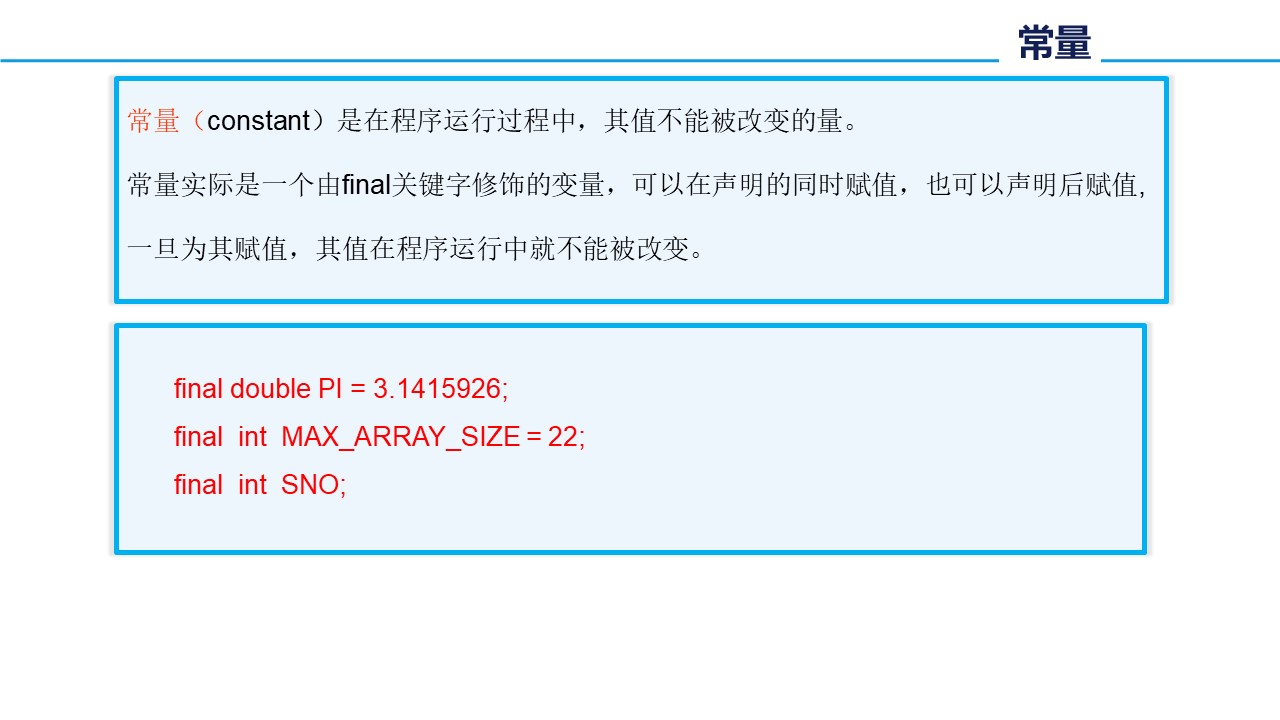 常量
常量（constant）是在程序运行过程中，其值不能被改变的量。
常量实际是一个由final关键字修饰的变量，可以在声明的同时赋值，也可以声明后赋值,
一旦为其赋值，其值在程序运行中就不能被改变。
final double PI = 3.1415926;
final  int  MAX_ARRAY_SIZE = 22;
final  int  SNO;